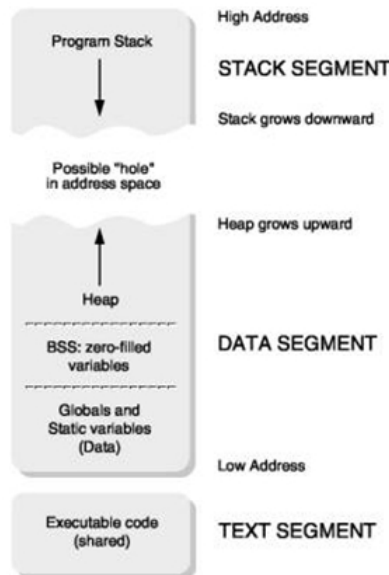 High Address
Program Stack
STACK SEGMENT
Stack grows downward
Possible "hole"
in address space
Heap grows upward
Heap
BSS: zero-filled
variables
DATA SEGMENT
Globals and
Static variables
(Data)
Low Address
Executable code
(shared)
TEXT SEGMENT